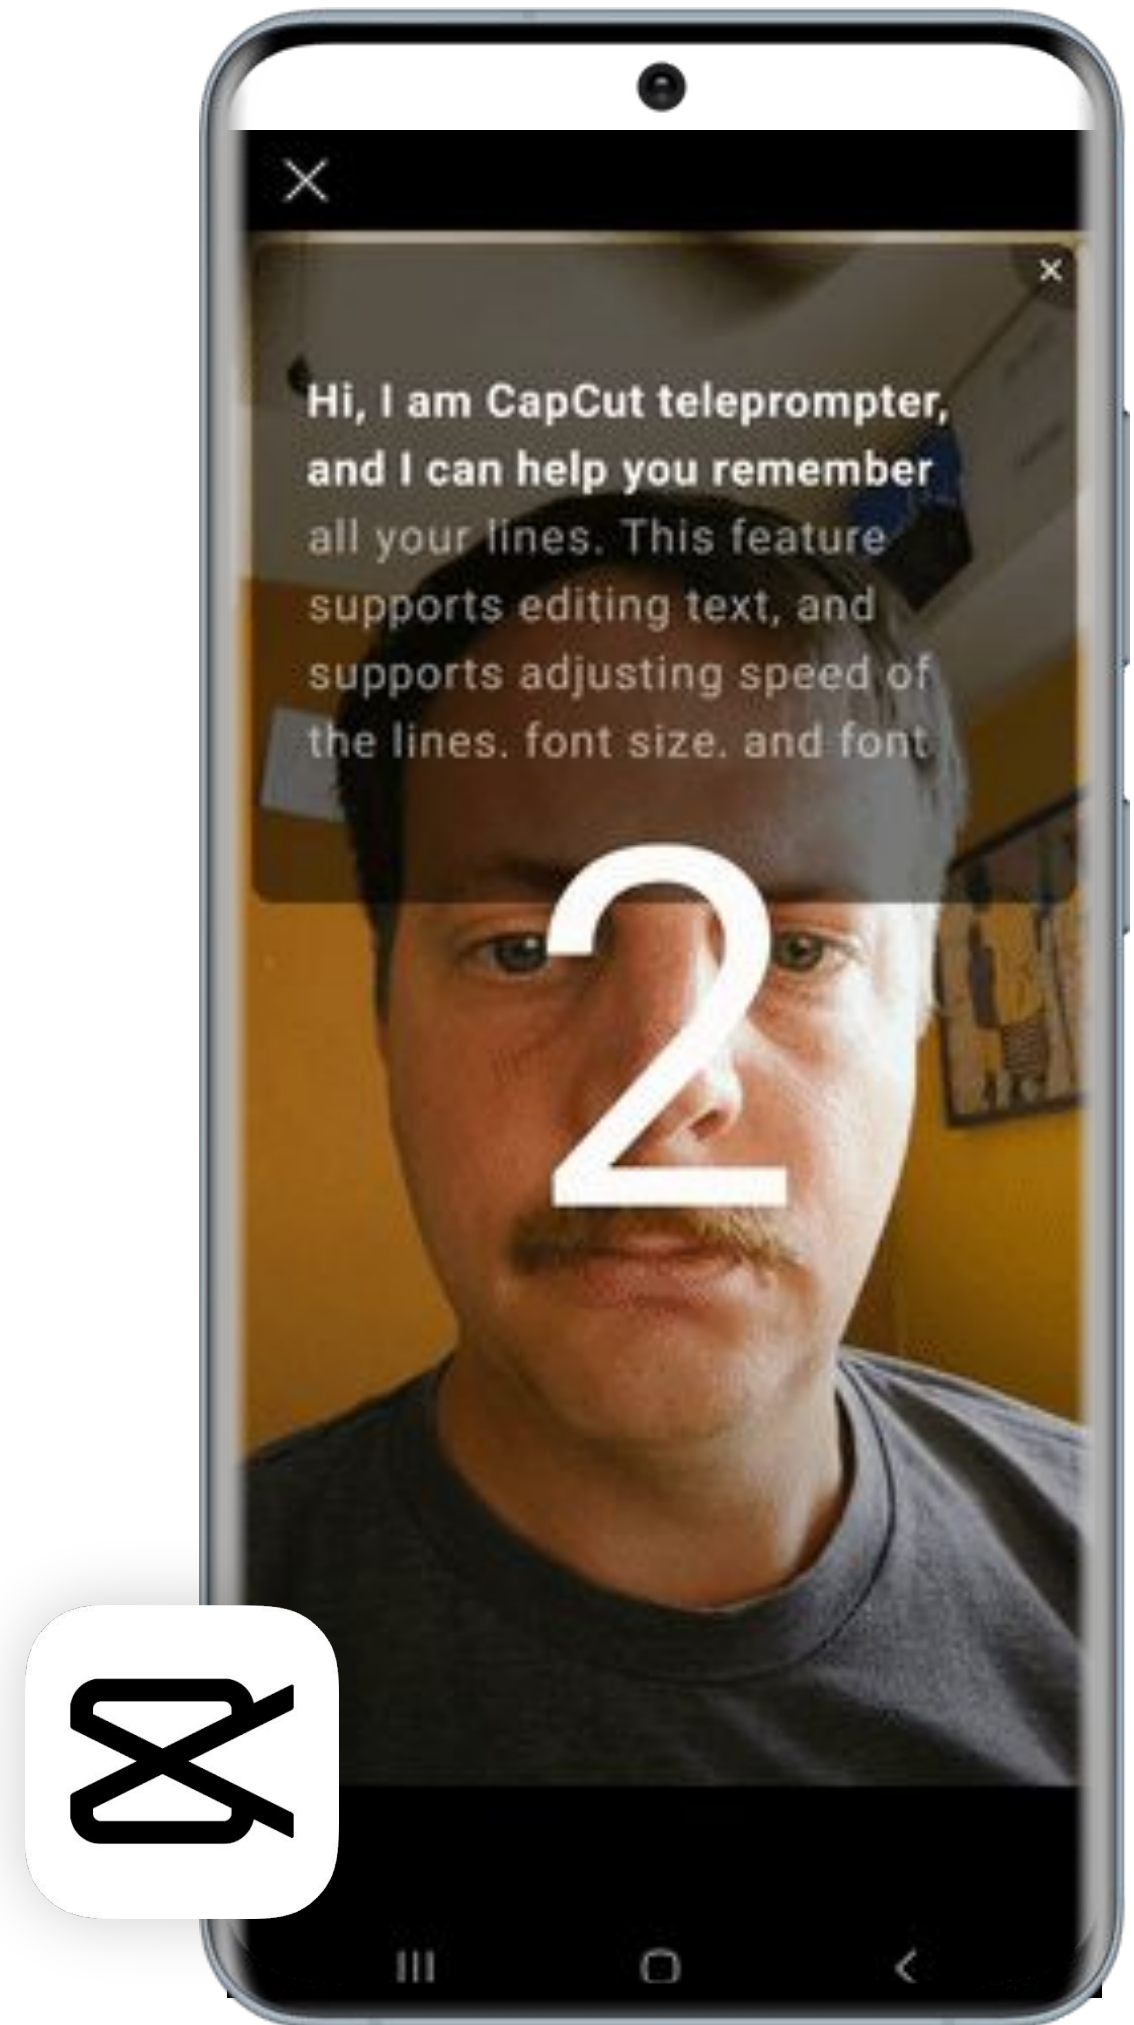 Hi, I am CapCut teleprompter,
and I can help you remember
all your lines. This feature
supports editing text, and
supports adjusting speed of
the lines. font size. and font
2